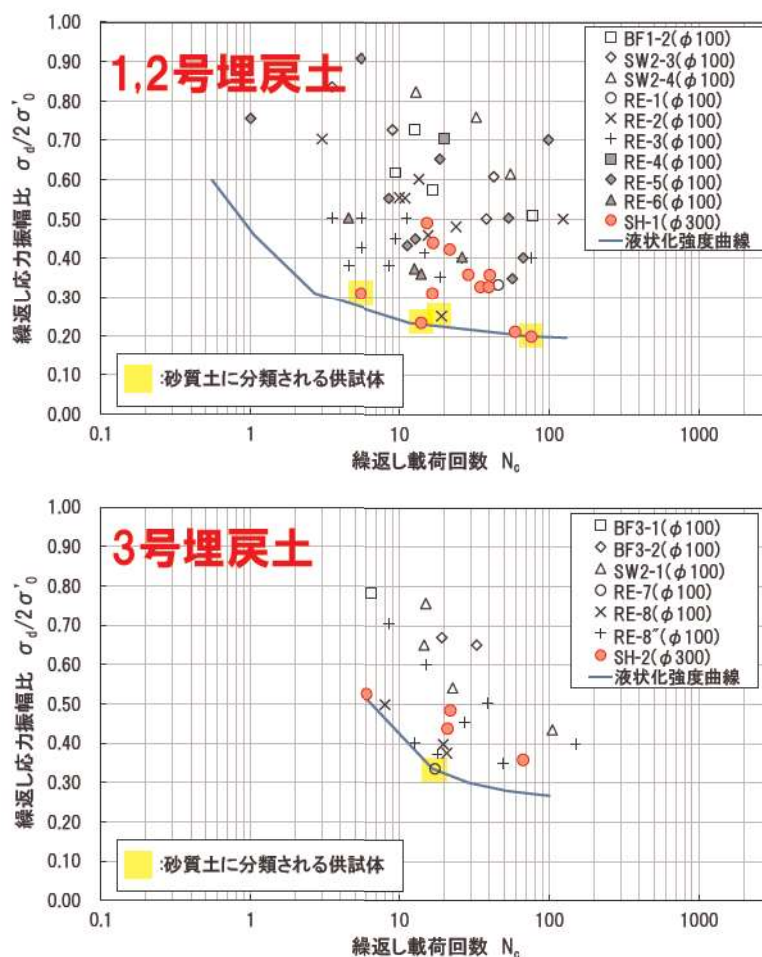 1,2号埋戻土
繰返し応力振幅比 σd/2σ'0
1.00
0.90
0.80
0.70
0.60
0.50
0.40
0.30
0.20
0.10
0.00
BF1-2(φ100)
SW2-3(φ100)
SW2-4(φ100)
RE-1(φ100)
RE-2(φ100)
RE-3(φ100)
RE-4(φ100)
RE-5(φ100)
RE-6(φ100)
SH-1(φ300)
液状化強度曲線
:砂質土に分類される供試体
0.1
1
10
100
1000
繰返し載荷回数 Nc
3号埋戻土
繰返し応力振幅比 σd/2σ'0
1.00
0.90
0.80
0.70
0.60
0.50
0.40
0.30
0.20
0.10
0.00
BF3-1(φ100)
BF3-2(φ100)
SW2-1(φ100)
RE-7(φ100)
RE-8(φ100)
RE-8″(φ100)
SH-2(φ300)
液状化強度曲線
:砂質土に分類される供試体
0.1
1
10
100
1000
繰返し載荷回数 Nc